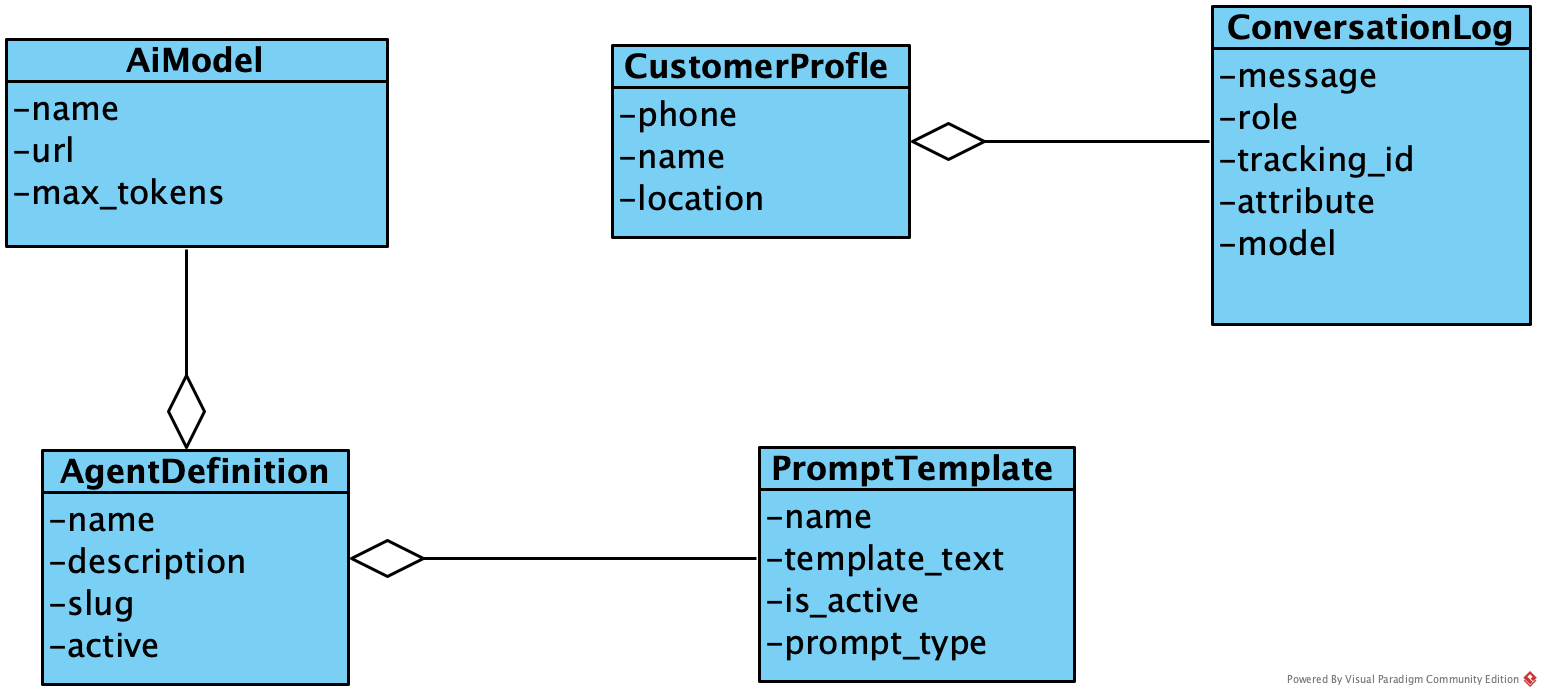 AiModel
-name
-url
-max_tokens
CustomerProfle
-phone
-name
-location
ConversationLog
-message
-role
-tracking_id
-attribute
-model
AgentDefinition
-name
-description
-slug
-active
PromptTemplate
-name
-template_text
-is_active
-prompt_type
Powered By Visual Paradigm Community Edition